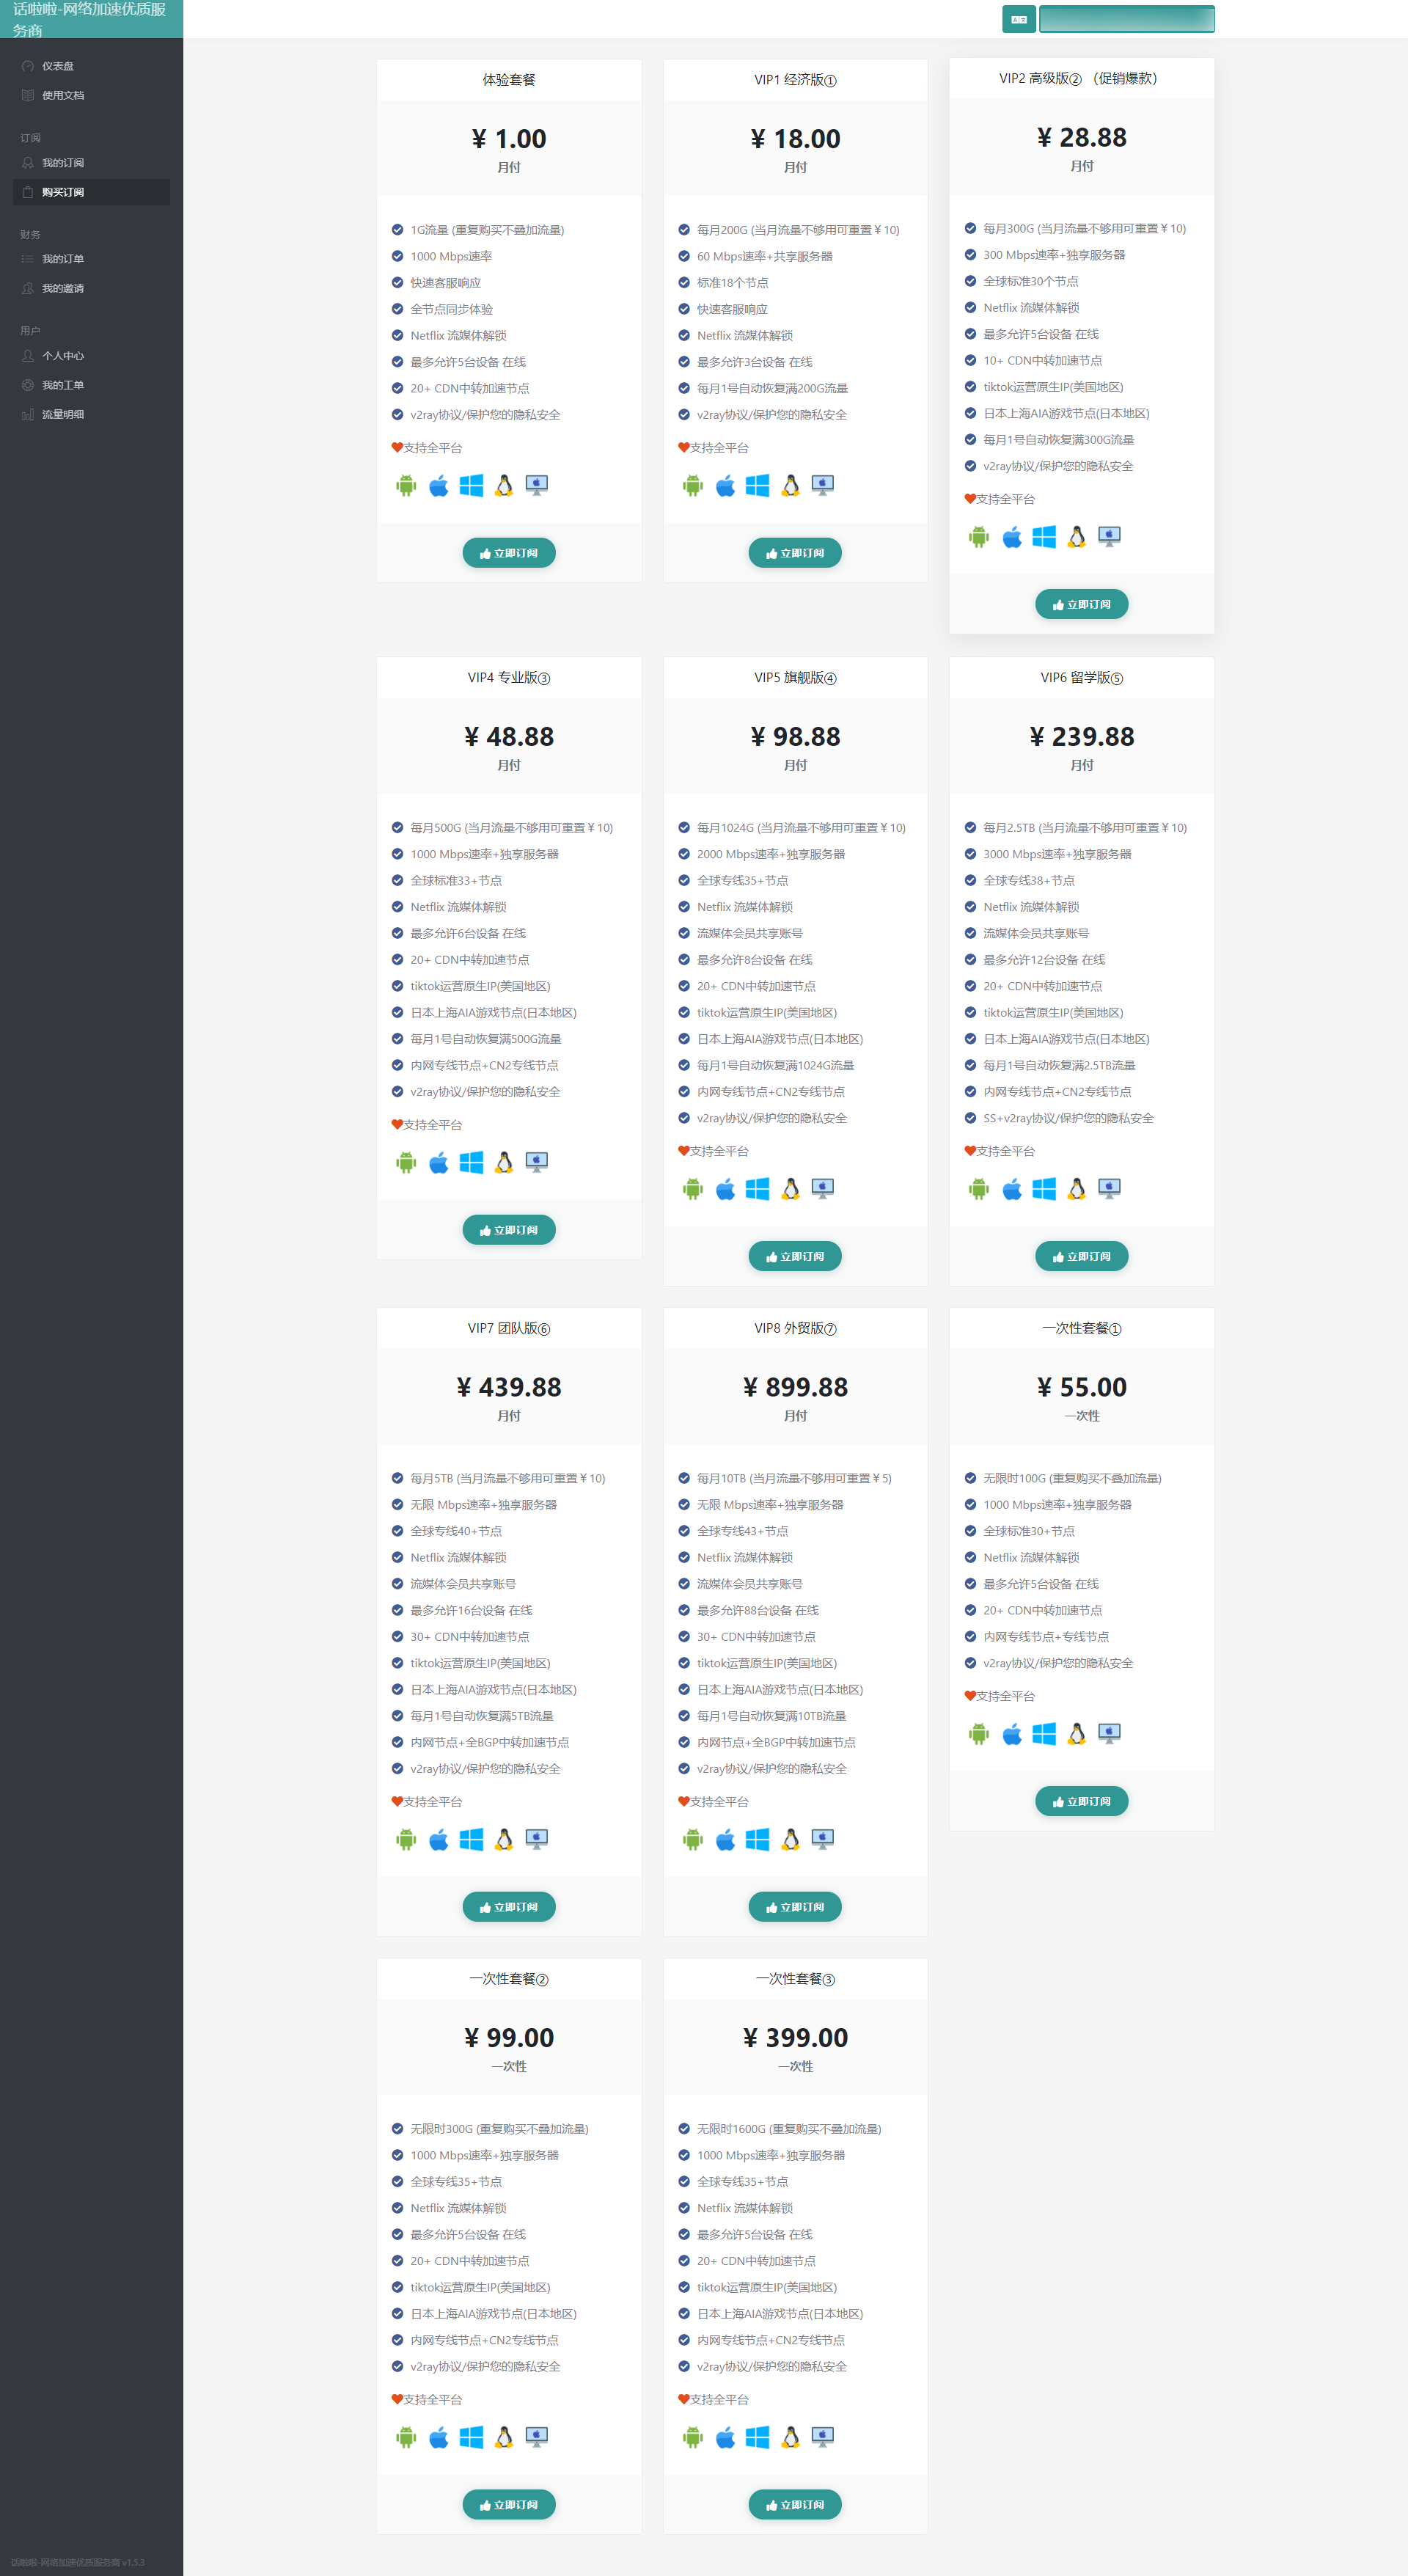 话啦啦-网络加速优质服
务商
仪表盘
使用文档
订阅
我的订阅
购买订阅
财务
我的订单
我的邀请
用户
个人中心
我的工单
流量明细
体验套餐
¥ 1.00
月付
1G流量 (重复购买不叠加流量)
1000 Mbps速率
快速客服响应
全节点同步体验
Netflix 流媒体解锁
最多允许5台设备 在线
20+ CDN中转加速节点
v2ray协议/保护您的隐私安全
支持全平台
立即订阅
VIP1 经济版①
¥ 18.00
月付
每月200G (当月流量不够用可重置￥10)
60 Mbps速率+共享服务器
标准18个节点
快速客服响应
Netflix 流媒体解锁
最多允许3台设备 在线
每月1号自动恢复满200G流量
v2ray协议/保护您的隐私安全
支持全平台
立即订阅
VIP2 高级版② （促销爆款）
¥ 28.88
月付
每月300G (当月流量不够用可重置￥10)
300 Mbps速率+独享服务器
全球标准30个节点
Netflix 流媒体解锁
最多允许5台设备 在线
10+ CDN中转加速节点
tiktok运营原生IP(美国地区)
日本上海AIA游戏节点(日本地区)
每月1号自动恢复满300G流量
v2ray协议/保护您的隐私安全
支持全平台
立即订阅
VIP4 专业版③
¥ 48.88
月付
每月500G (当月流量不够用可重置￥10)
1000 Mbps速率+独享服务器
全球标准33+节点
Netflix 流媒体解锁
最多允许6台设备 在线
20+ CDN中转加速节点
tiktok运营原生IP(美国地区)
日本上海AIA游戏节点(日本地区)
每月1号自动恢复满500G流量
内网专线节点+CN2专线节点
v2ray协议/保护您的隐私安全
支持全平台
立即订阅
VIP5 旗舰版④
¥ 98.88
月付
每月1024G (当月流量不够用可重置￥10)
2000 Mbps速率+独享服务器
全球专线35+节点
Netflix 流媒体解锁
流媒体会员共享账号
最多允许8台设备 在线
20+ CDN中转加速节点
tiktok运营原生IP(美国地区)
日本上海AIA游戏节点(日本地区)
每月1号自动恢复满1024G流量
内网专线节点+CN2专线节点
v2ray协议/保护您的隐私安全
支持全平台
立即订阅
VIP6 留学版⑤
¥ 239.88
月付
每月2.5TB (当月流量不够用可重置￥10)
3000 Mbps速率+独享服务器
全球专线38+节点
Netflix 流媒体解锁
流媒体会员共享账号
最多允许12台设备 在线
20+ CDN中转加速节点
tiktok运营原生IP(美国地区)
日本上海AIA游戏节点(日本地区)
每月1号自动恢复满2.5TB流量
内网专线节点+CN2专线节点
SS+v2ray协议/保护您的隐私安全
支持全平台
立即订阅
VIP7 团队版⑥
¥ 439.88
月付
每月5TB (当月流量不够用可重置￥10)
无限 Mbps速率+独享服务器
全球专线40+节点
Netflix 流媒体解锁
流媒体会员共享账号
最多允许16台设备 在线
30+ CDN中转加速节点
tiktok运营原生IP(美国地区)
日本上海AIA游戏节点(日本地区)
每月1号自动恢复满5TB流量
内网节点+全BGP中转加速节点
v2ray协议/保护您的隐私安全
支持全平台
立即订阅
VIP8 外贸版⑦
¥ 899.88
月付
每月10TB (当月流量不够用可重置￥5)
无限 Mbps速率+独享服务器
全球专线43+节点
Netflix 流媒体解锁
流媒体会员共享账号
最多允许88台设备 在线
30+ CDN中转加速节点
tiktok运营原生IP(美国地区)
日本上海AIA游戏节点(日本地区)
每月1号自动恢复满10TB流量
内网节点+全BGP中转加速节点
v2ray协议/保护您的隐私安全
支持全平台
立即订阅
一次性套餐①
¥ 55.00
一次性
无限时100G (重复购买不叠加流量)
1000 Mbps速率+独享服务器
全球标准30+节点
Netflix 流媒体解锁
最多允许5台设备 在线
20+ CDN中转加速节点
内网专线节点+专线节点
v2ray协议/保护您的隐私安全
支持全平台
立即订阅
一次性套餐②
¥ 99.00
一次性
无限时300G (重复购买不叠加流量)
1000 Mbps速率+独享服务器
全球专线35+节点
Netflix 流媒体解锁
最多允许5台设备 在线
20+ CDN中转加速节点
tiktok运营原生IP(美国地区)
日本上海AIA游戏节点(日本地区)
内网专线节点+CN2专线节点
v2ray协议/保护您的隐私安全
支持全平台
立即订阅
一次性套餐③
¥ 399.00
一次性
无限时1600G (重复购买不叠加流量)
1000 Mbps速率+独享服务器
全球专线35+节点
Netflix 流媒体解锁
最多允许5台设备 在线
20+ CDN中转加速节点
tiktok运营原生IP(美国地区)
日本上海AIA游戏节点(日本地区)
内网专线节点+CN2专线节点
v2ray协议/保护您的隐私安全
支持全平台
立即订阅
话啦啦-网络加速优质服务商 v1.5.3